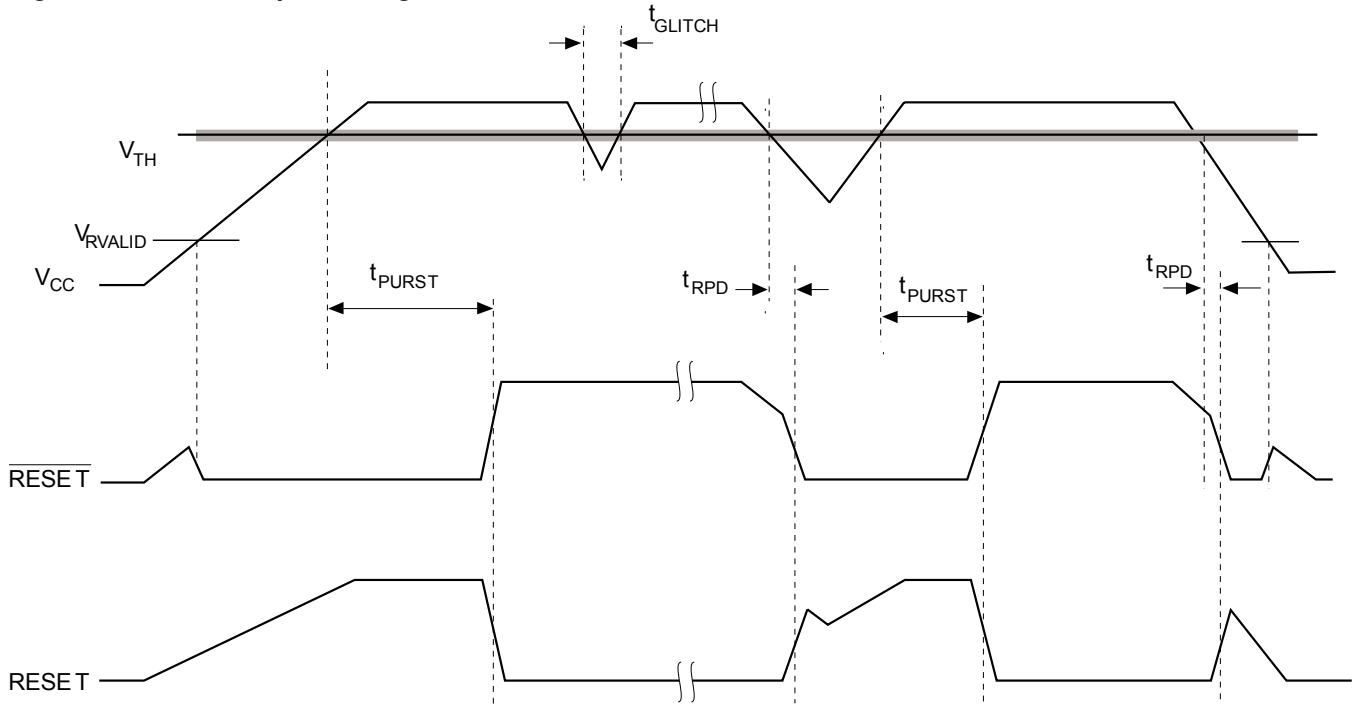 tGLITCH
VTH
VRVALID
VCC
tPURST
tRPD
tPURST
tRPD
RESET
RESET